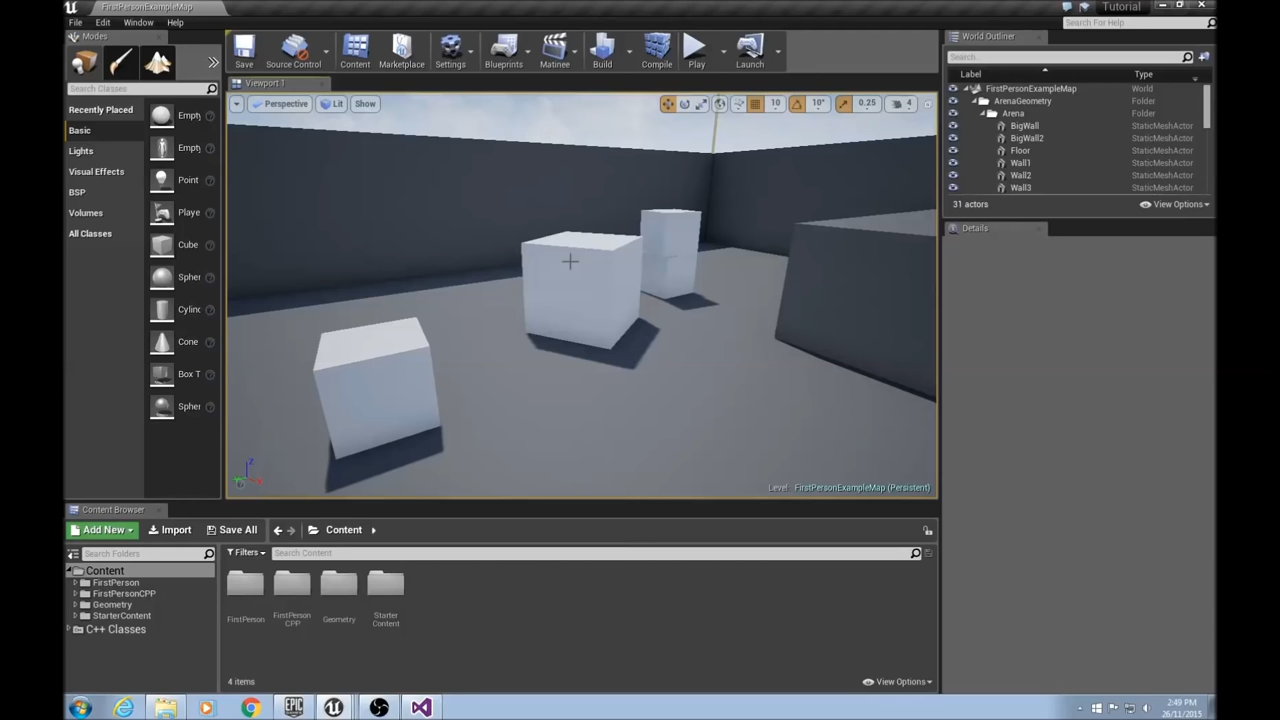 FirstPersonExampleMap
Tutorial
File Edit Window Help
Search For Help
Modes
Search Classes
Recently Placed
Basic
Lights
Visual Effects
BSP
Volumes
All Classes
Empty
Empty
Point
Playe
Cube
Spher
Cylinc
Cone
Box T
Spher
Save
Source Control
Content
Marketplace
Settings
Blueprints
Matinee
Build
Compile
Play
Launch
Viewport 1
Perspective
Lit
Show
10
10°
0.25
4
Level: FirstPersonExampleMap (Persistent)
World Outliner
Search...
Label Type
FirstPersonExampleMap World
ArenaGeometry Folder
Arena Folder
BigWall StaticMeshActor
BigWall2 StaticMeshActor
Floor StaticMeshActor
Wall1 StaticMeshActor
Wall2 StaticMeshActor
Wall3 StaticMeshActor
31 actors
View Options
Details
Content Browser
Add New
Import
Save All
Content
Search Folders
Filters
Search Content
Content
FirstPerson
FirstPersonCPP
Geometry
StarterContent
C++ Classes
FirstPerson
FirstPerson
CPP
Geometry
Starter
Content
4 items
View Options
EPIC
GAMES
2:49 PM
26/11/2015